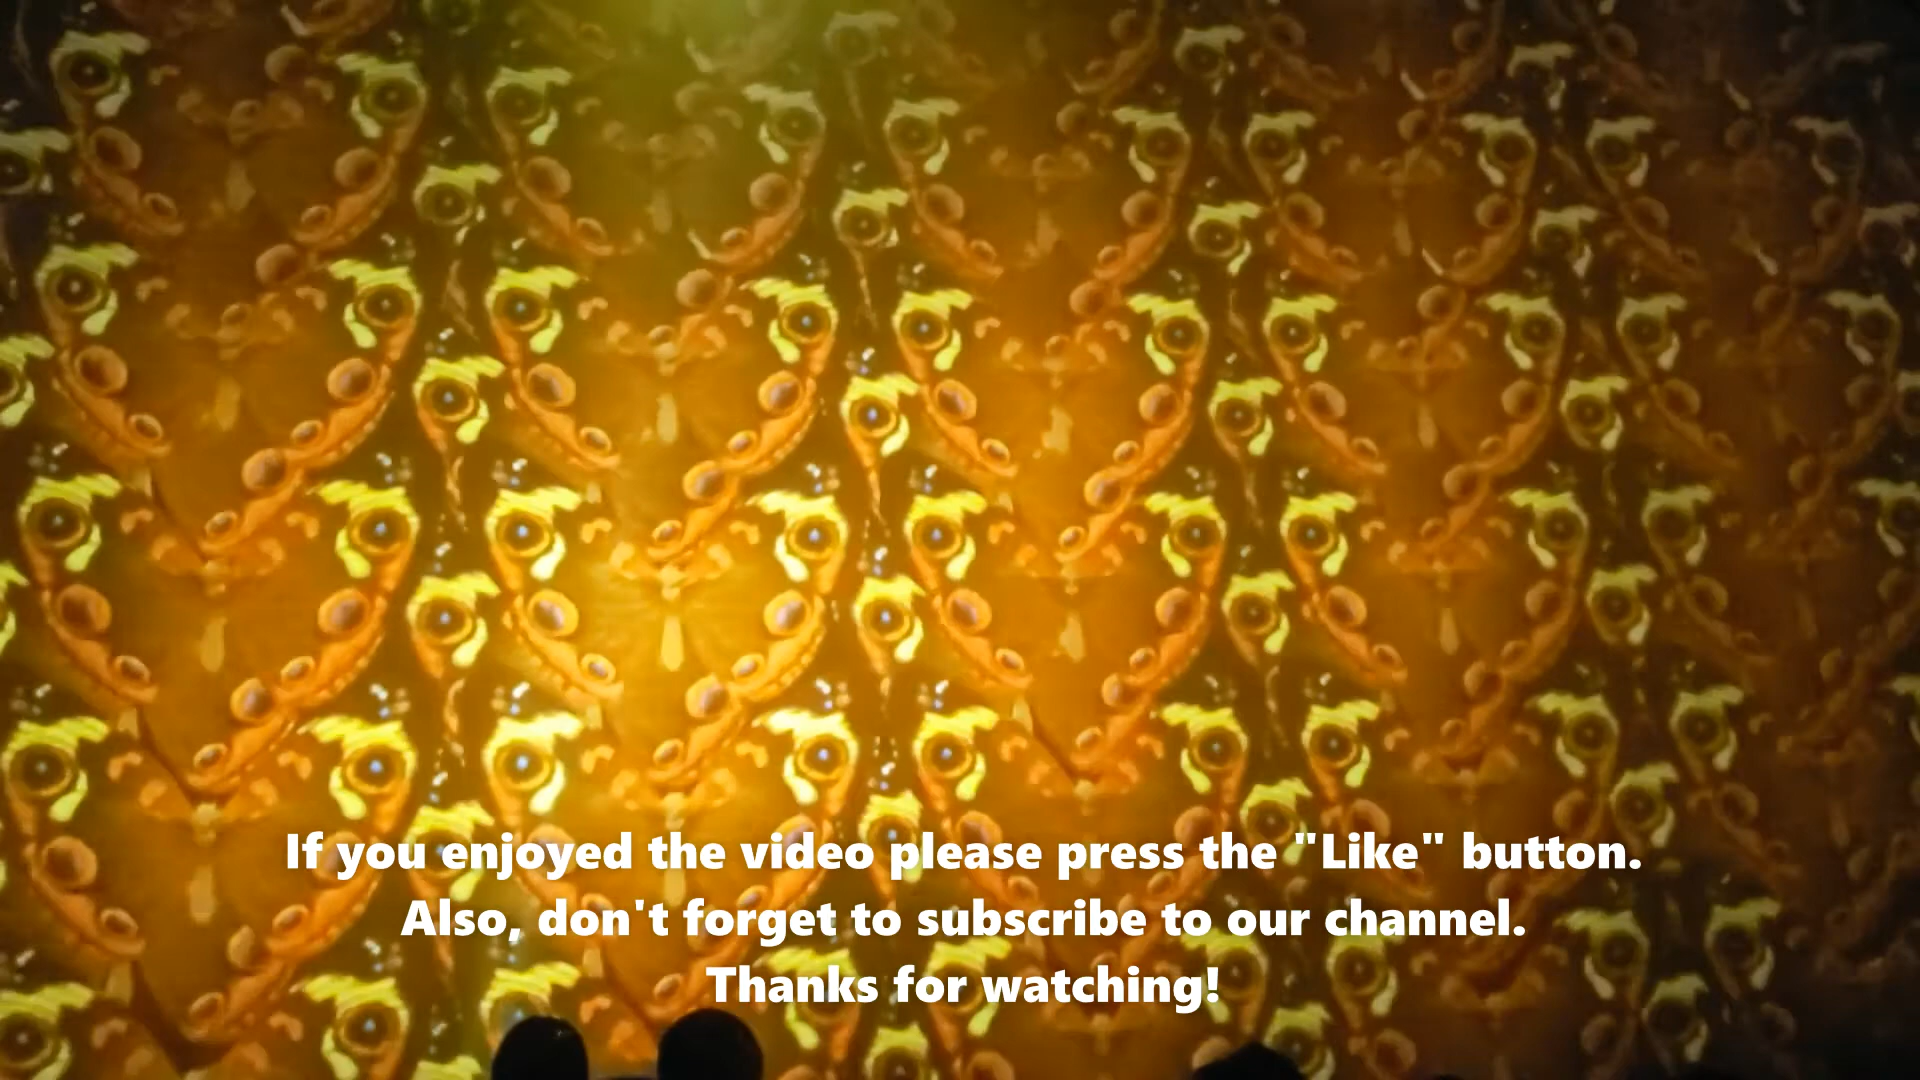 If you enjoyed the video please press the "Like" button.
Also, don't forget to subscribe to our channel.
Thanks for watching!